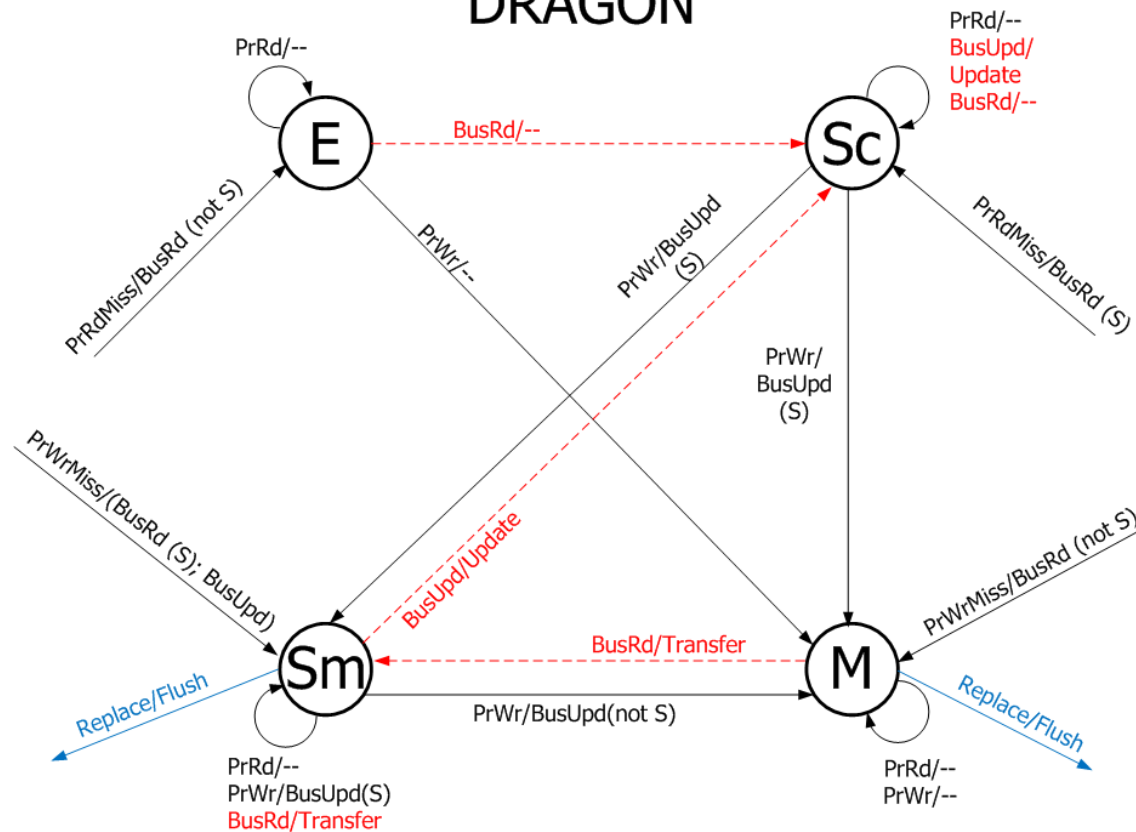 DRAGON
PrRd/--
PrRd/--
BusUpd/
Update
BusRd/--
E
BusRd/--
Sc
PrRdMiss/BusRd (not S)
PrWr/--
PrWr/BusUpd
(S)
PrRdMiss/BusRd (S)
PrWr/
BusUpd
(S)
PrWrMiss/(BusRd (S); BusUpd)
BusUpd/Update
PrWrMiss/BusRd (not S)
Sm
BusRd/Transfer
M
Replace/Flush
PrWr/BusUpd(not S)
Replace/Flush
PrRd/--
PrWr/BusUpd(S)
BusRd/Transfer
PrRd/--
PrWr/--